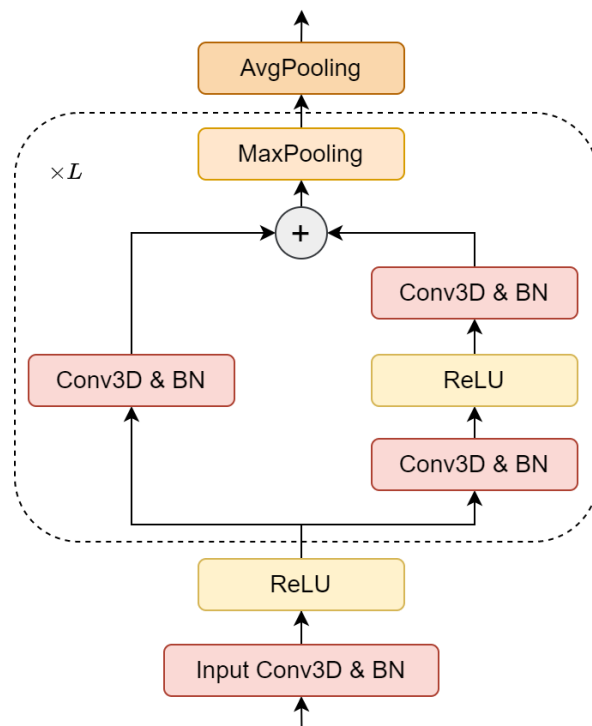 AvgPooling
MaxPooling
×L
+
Conv3D & BN
Conv3D & BN
ReLU
Conv3D & BN
ReLU
Input Conv3D & BN